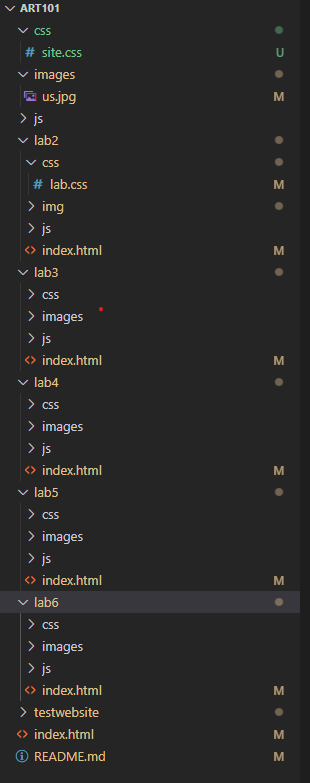 ART101
css
# site.css U
images
us.jpg M
js
lab2
css
# lab.css M
img
js
<> index.html M
lab3
css
images
js
<> index.html M
lab4
css
images
js
<> index.html M
lab5
css
images
js
<> index.html M
lab6
css
images
js
<> index.html M
testwebsite
<> index.html M
README.md M